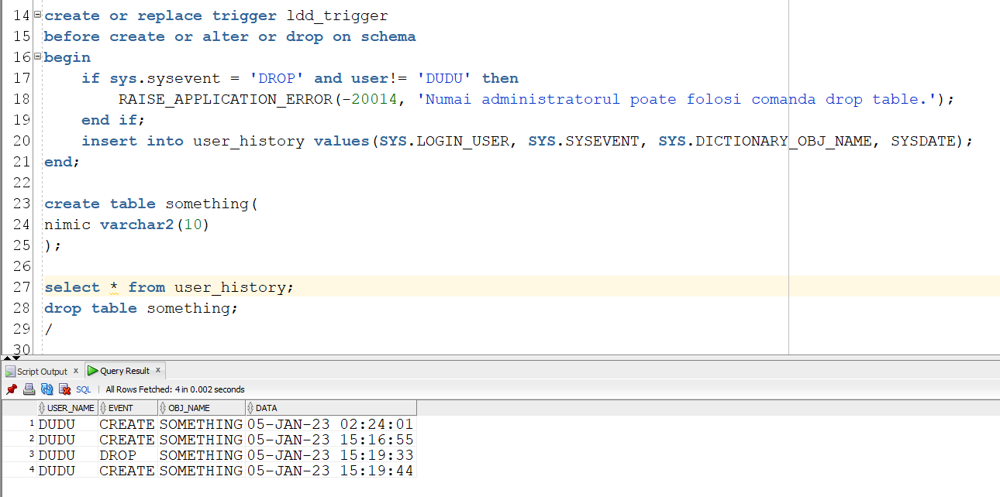 14 create or replace trigger ldd_trigger
15 before create or alter or drop on schema
16 begin
17     if sys.sysevent = 'DROP' and user!= 'DUDU' then
18         RAISE_APPLICATION_ERROR(-20014, 'Numai administratorul poate folosi comanda drop table.');
19     end if;
20     insert into user_history values(SYS.LOGIN_USER, SYS.SYSEVENT, SYS.DICTIONARY_OBJ_NAME, SYSDATE);
21 end;
22
23 create table something(
24 nimic varchar2(10)
25 );
26
27 select * from user_history;
28 drop table something;
29 /
30
Script Output x Query Result x
SQL | All Rows Fetched: 4 in 0.002 seconds
USER_NAME EVENT OBJ_NAME DATA
1 DUDU CREATE SOMETHING 05-JAN-23 02:24:01
2 DUDU CREATE SOMETHING 05-JAN-23 15:16:55
3 DUDU DROP SOMETHING 05-JAN-23 15:19:33
4 DUDU CREATE SOMETHING 05-JAN-23 15:19:44